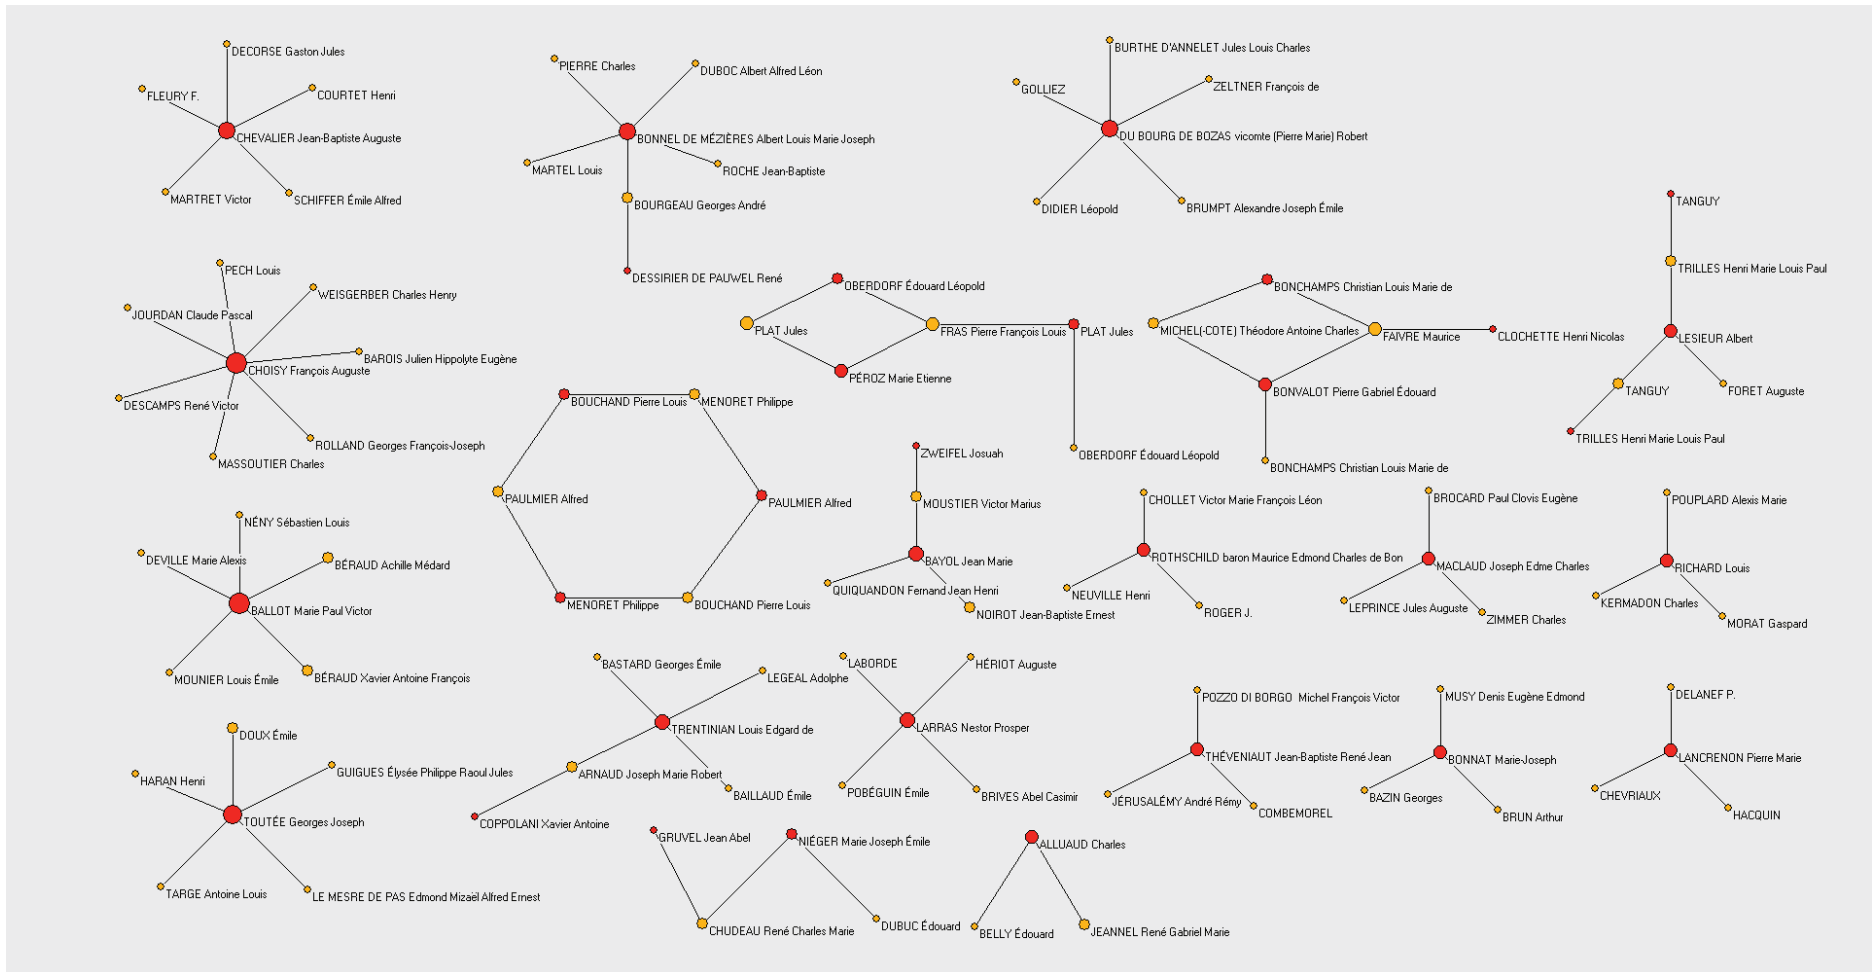 DECORSE Gaston Jules
FLEURY F.
COURTET Henri
CHEVALIER Jean-Baptiste Auguste
MARTRET Victor
SCHIFFER Émile Alfred
PIERRE Charles
DUBOC Albert Alfred Léon
BONNEL DE MÉZIÈRES Albert Louis Marie Joseph
MARTEL Louis
ROCHE Jean-Baptiste
BOURGEAU Georges André
DESSIRIER DE PAUWEL René
BURTHE D'ANNELET Jules Louis Charles
GOLLIEZ
ZELTNER François de
DU BOURG DE BOZAS vicomte (Pierre Marie) Robert
DIDIER Léopold
BRUMPT Alexandre Joseph Émile
TANGUY
TRILLES Henri Marie Louis Paul
LESIEUR Albert
TANGUY
FORET Auguste
TRILLES Henri Marie Louis Paul
PECH Louis
WEISGERBER Charles Henry
JOURDAN Claude Pascal
BAROIS Julien Hippolyte Eugène
CHOISY François Auguste
DESCAMPS René Victor
ROLLAND Georges François-Joseph
MASSOUTIER Charles
OBERDORF Édouard Léopold
PLAT Jules
FRAS Pierre François Louis
PLAT Jules
PÉROZ Marie Etienne
OBERDORF Édouard Léopold
BONCHAMPS Christian Louis Marie de
MICHEL(-COTE) Théodore Antoine Charles
FAIVRE Maurice
CLOCHETTE Henri Nicolas
BONVALOT Pierre Gabriel Édouard
BONCHAMPS Christian Louis Marie de
BOUCHAND Pierre Louis
MENORET Philippe
PAULMIER Alfred
PAULMIER Alfred
MENORET Philippe
BOUCHAND Pierre Louis
ZWEIFEL Josuah
MOUSTIER Victor Marius
BAYOL Jean Marie
QUIQUANDON Fernand Jean Henri
NOIROT Jean-Baptiste Ernest
CHOLLET Victor Marie François Léon
ROTHSCHILD baron Maurice Edmond Charles de Bon
NEUVILLE Henri
ROGER J.
BROCARD Paul Clovis Eugène
MACLAUD Joseph Edme Charles
LEPRINCE Jules Auguste
ZIMMER Charles
POUPLARD Alexis Marie
RICHARD Louis
KERMADON Charles
MORAT Gaspard
NÉNY Sébastien Louis
DEVILLE Marie Alexis
BÉRAUD Achille Médard
BALLOT Marie Paul Victor
MOUNIER Louis Émile
BÉRAUD Xavier Antoine François
BASTARD Georges Émile
LEGEAL Adolphe
TRENTINIAN Louis Edgard de
ARNAUD Joseph Marie Robert
BAILLAUD Émile
COPPOLANI Xavier Antoine
LABORDE
HÉRIOT Auguste
LARRAS Nestor Prosper
POBÉGUIN Émile
BRIVES Abel Casimir
POZZO DI BORGO Michel François Victor
THÉVENIAUT Jean-Baptiste René Jean
JÉRUSALÉMY André Rémy
COMBEMOREL
MUSY Denis Eugène Edmond
BONNAT Marie-Joseph
BAZIN Georges
BRUN Arthur
DELANEF P.
LANCRENON Pierre Marie
CHEVRIAUX
HACQUIN
DOUX Émile
HARAN Henri
GUIGUES Élysée Philippe Raoul Jules
TOUTÉE Georges Joseph
TARGE Antoine Louis
LE MESRE DE PAS Edmond Mizaël Alfred Ernest
GRUVEL Jean Abel
NIÉGER Marie Joseph Émile
CHUDEAU René Charles Marie
DUBUC Édouard
ALLUAUD Charles
BELLY Édouard
JEANNEL René Gabriel Marie